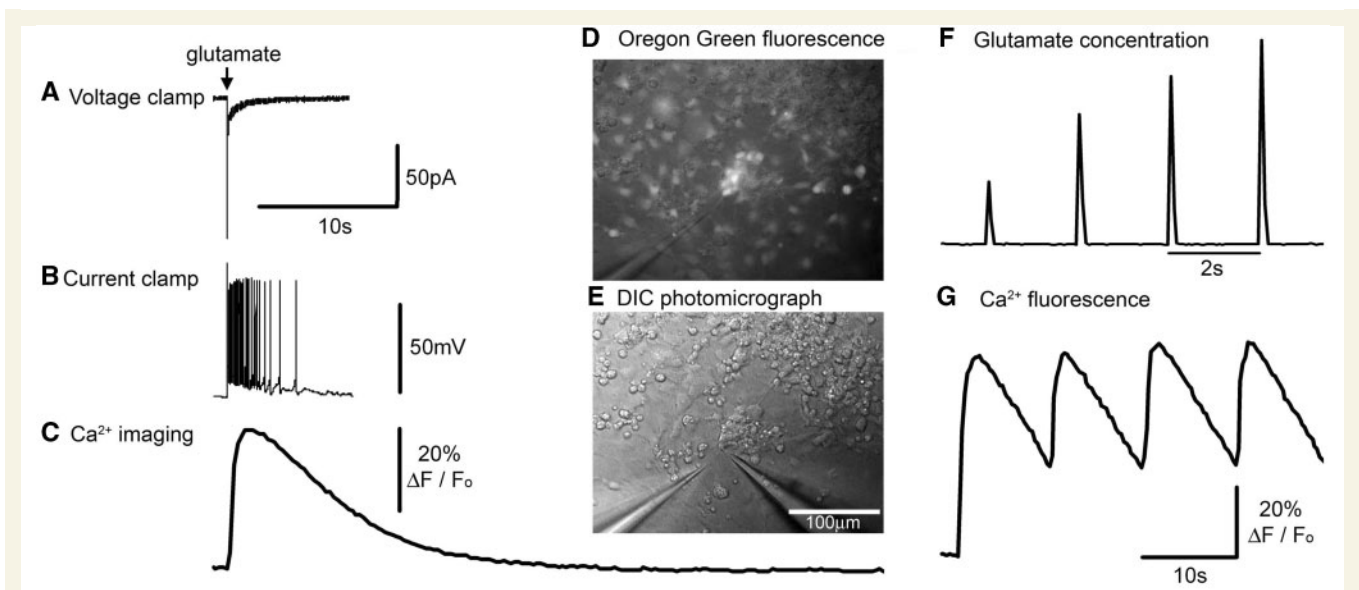 glutamate
A Voltage clamp
50pA
10s
B Current clamp
50mV
C Ca²⁺ imaging
20%
ΔF / Fo
D Oregon Green fluorescence
E DIC photomicrograph
100μm
F Glutamate concentration
2s
G Ca²⁺ fluorescence
20%
ΔF / Fo
10s